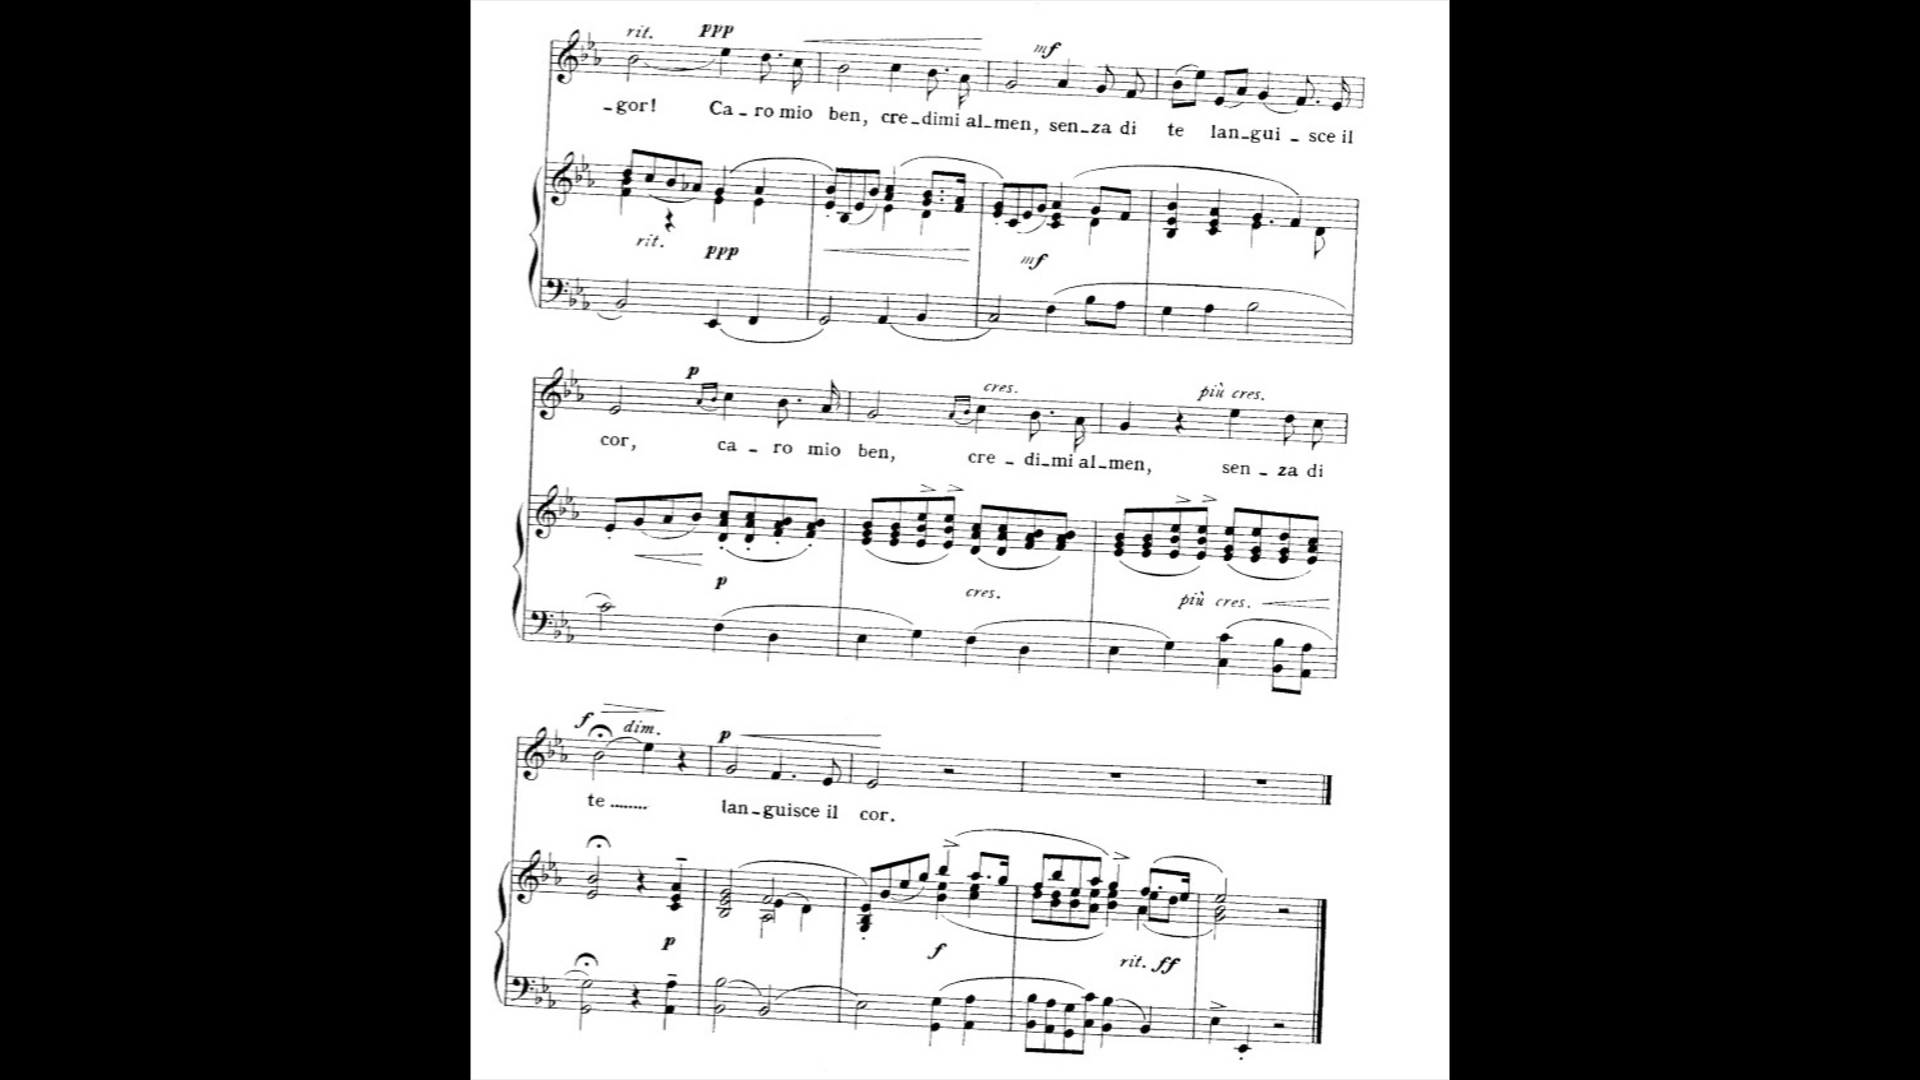 rit. ppp mf
-gor! Ca-ro mio ben, cre-dimi al-men, sen-za di te lan-gui-sce il
rit. ppp mf
p cres. più cres.
cor, ca-ro mio ben, cre-di-mi al-men, sen-za di
p cres. più cres.
f dim. p
te ........ lan-guisce il cor.
p f rit. ff